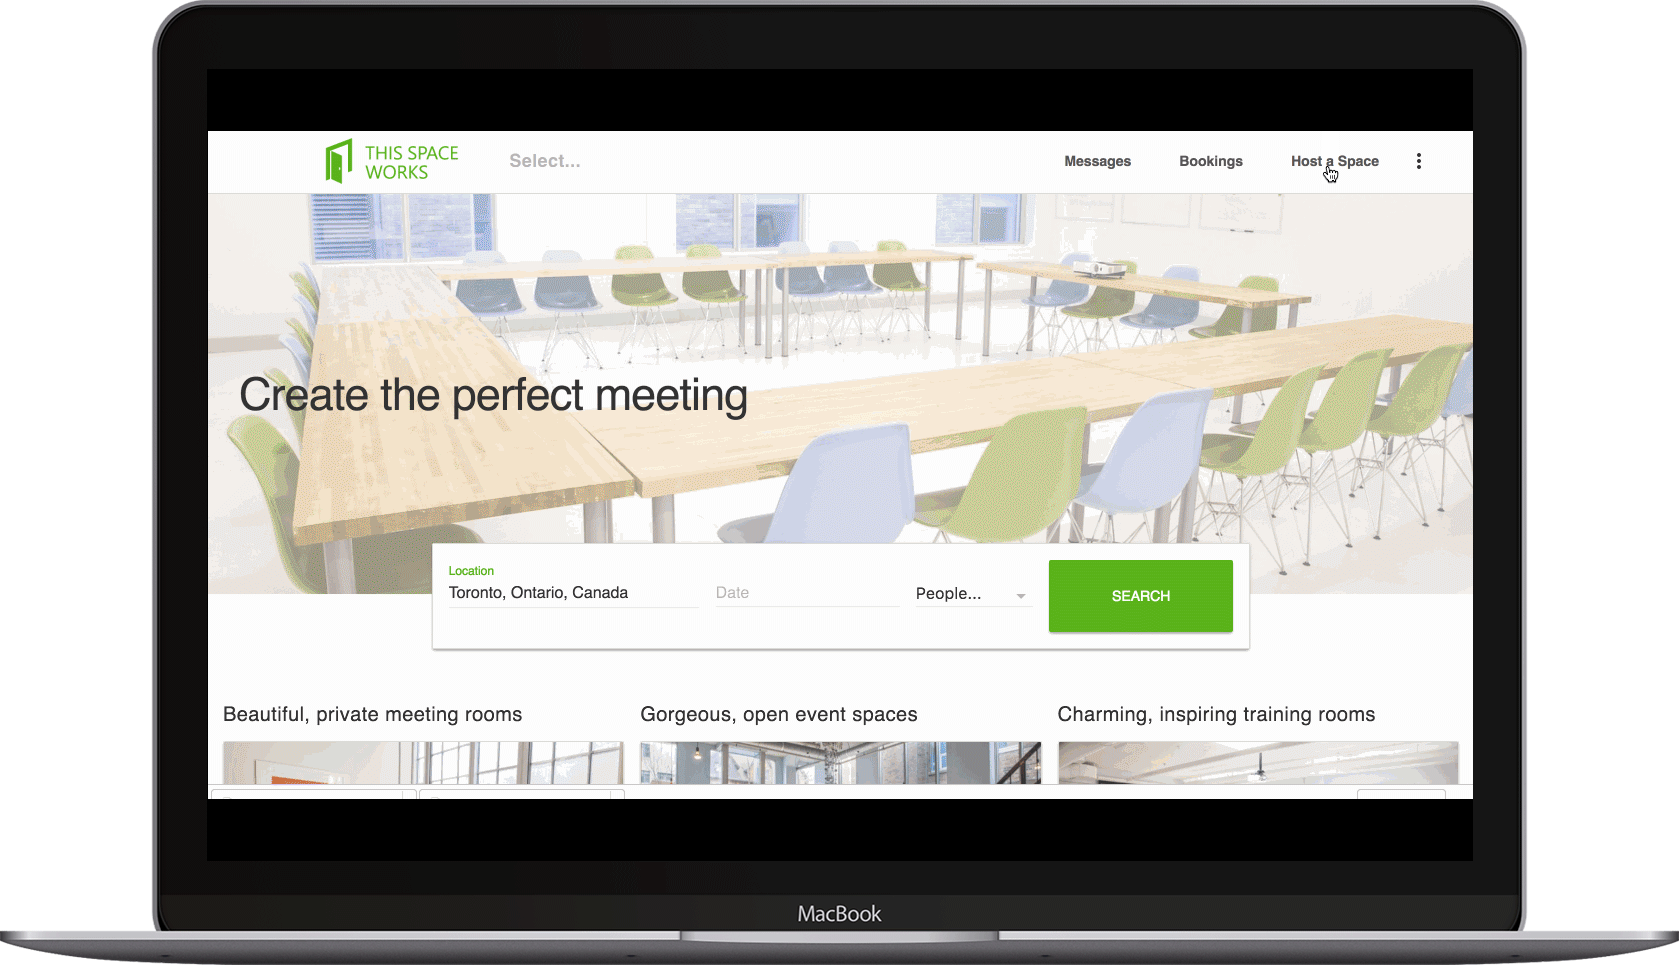 THIS SPACE
WORKS
Select...
Messages
Bookings
Host a Space
Create the perfect meeting
Location
Toronto, Ontario, Canada
Date
People...
SEARCH
Beautiful, private meeting rooms
Gorgeous, open event spaces
Charming, inspiring training rooms
MacBook